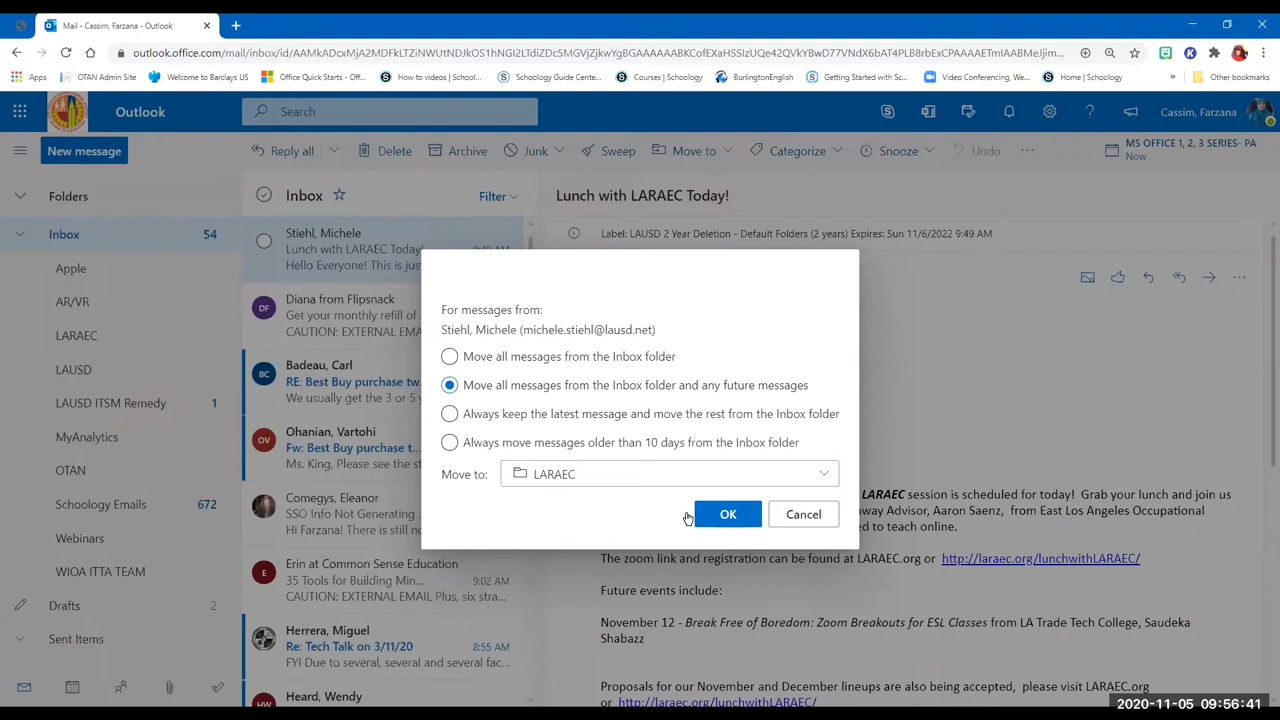 Mail - Cassim, Farzana - Outlook
outlook.office.com/mail/inbox/id/AAMkADcxMjA2MDFkLTZiNWUtNDJkOS1hNGI2LTdiZDc5MGVjZjkwYgBGAAAAAABKCofEXaHSSIzUQe42QVkY8wD77VNdX6bAT4PLB8rbExCPAAAAETmIAABMeJjim...
Apps
OTAN Admin Site
Welcome to Barclays US
Office Quick Starts - Off...
How to videos | School...
Schoology Guide Cente...
Courses | Schoology
BurlingtonEnglish
Getting Started with Sc...
Video Conferencing, We...
Home | Schoology
»
Other bookmarks
Outlook
Search
Cassim, Farzana
New message
Reply all
Delete
Archive
Junk
Sweep
Move to
Categorize
Snooze
Undo
MS OFFICE 1, 2, 3 SERIES- PA
Now
Folders
Inbox 54
Apple
AR/VR
LARAEC
LAUSD
LAUSD ITSM Remedy 1
MyAnalytics
OTAN
Schoology Emails 672
Webinars
WIOA ITTA TEAM
Drafts 2
Sent Items
Inbox
Filter
Stiehl, Michele
Lunch with LARAEC Today!
Hello Everyone! This is jus
DF
Diana from Flipsnack
Get your monthly refill of
CAUTION: EXTERNAL EM
BC
Badeau, Carl
RE: Best Buy purchase tw
We usually get the 3 or 5 y
OV
Ohanian, Vartohi
Fw: Best Buy purchase t...
Ms. King, Please see the s
Comegys, Eleanor
SSO Info Not Generating
Hi Farzana! There is still n
E
Erin at Common Sense Education
35 Tools for Building Min... 9:02 AM
CAUTION: EXTERNAL EMAIL Plus, six stra...
Herrera, Miguel
Re: Tech Talk on 3/11/20 8:55 AM
FYI Due to several, several and several fac...
HW
Heard, Wendy
Lunch with LARAEC Today!
Label: LAUSD 2 Year Deletion - Default Folders (2 years) Expires: Sun 11/6/2022 9:49 AM
For messages from:
Stiehl, Michele (michele.stiehl@lausd.net)
Move all messages from the Inbox folder
Move all messages from the Inbox folder and any future messages
Always keep the latest message and move the rest from the Inbox folder
Always move messages older than 10 days from the Inbox folder
Move to: LARAEC
OK
Cancel
LARAEC session is scheduled for today! Grab your lunch and join us
way Advisor, Aaron Saenz, from East Los Angeles Occupational
ed to teach online.
The zoom link and registration can be found at LARAEC.org or http://laraec.org/lunchwithLARAEC/
Future events include:
November 12 - Break Free of Boredom: Zoom Breakouts for ESL Classes from LA Trade Tech College, Saudeka
Shabazz
Proposals for our November and December lineups are also being accepted, please visit LARAEC.org
or http://laraec.org/lunchwithLARAEC/
2020-11-05 09:56:41